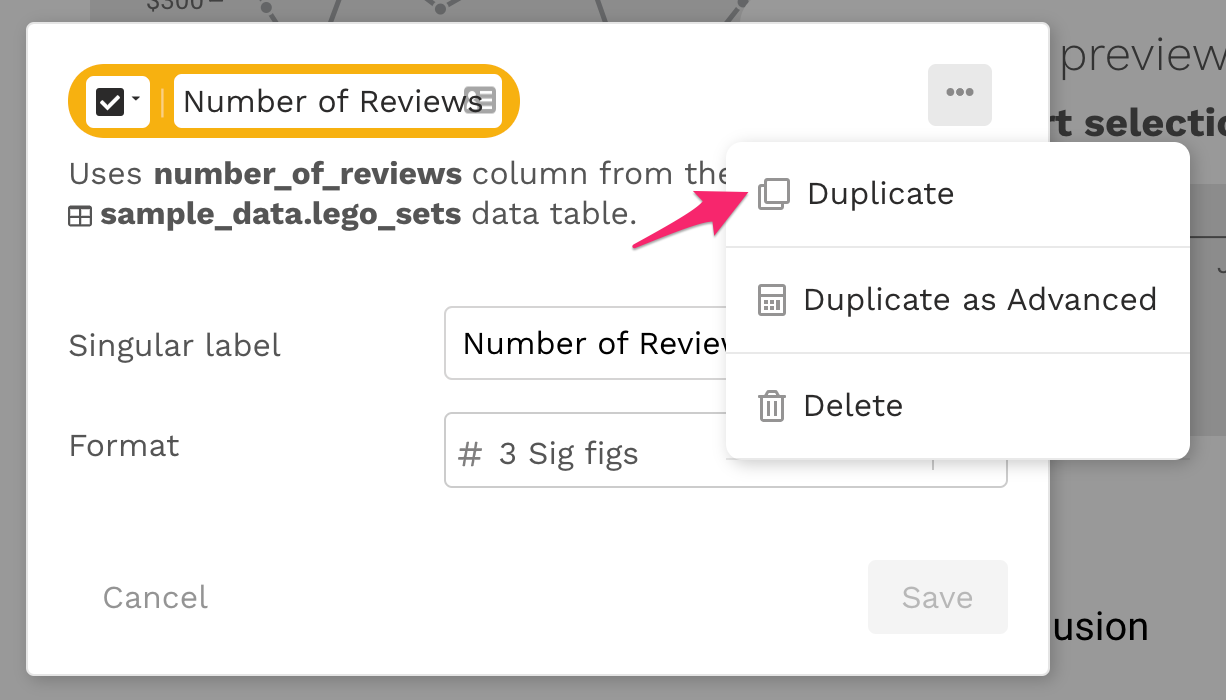 $300
preview
Number of Reviews
•••
rt selectio
Uses number_of_reviews column from the
sample_data.lego_sets data table.
Duplicate
Duplicate as Advanced
Singular label
Number of Review
Delete
Format
# 3 Sig figs
Cancel
Save
usion